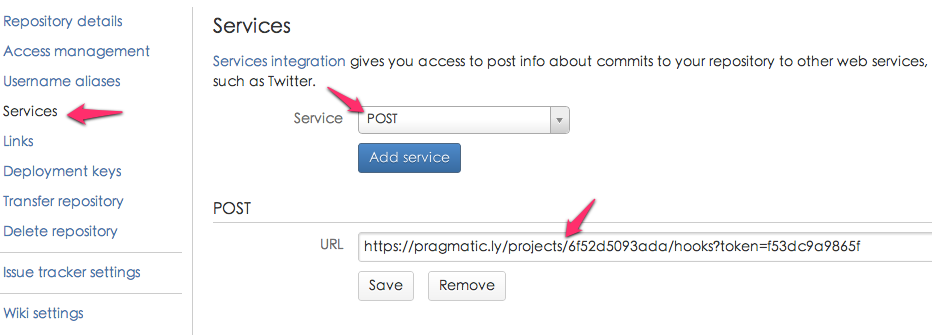 Repository details
Access management
Username aliases
Services
Links
Deployment keys
Transfer repository
Delete repository
Issue tracker settings
Wiki settings
Services
Services integration gives you access to post info about commits to your repository to other web services,
such as Twitter.
Service POST
Add service
POST
URL https://pragmatic.ly/projects/6f52d5093ada/hooks?token=f53dc9a9865f
Save Remove